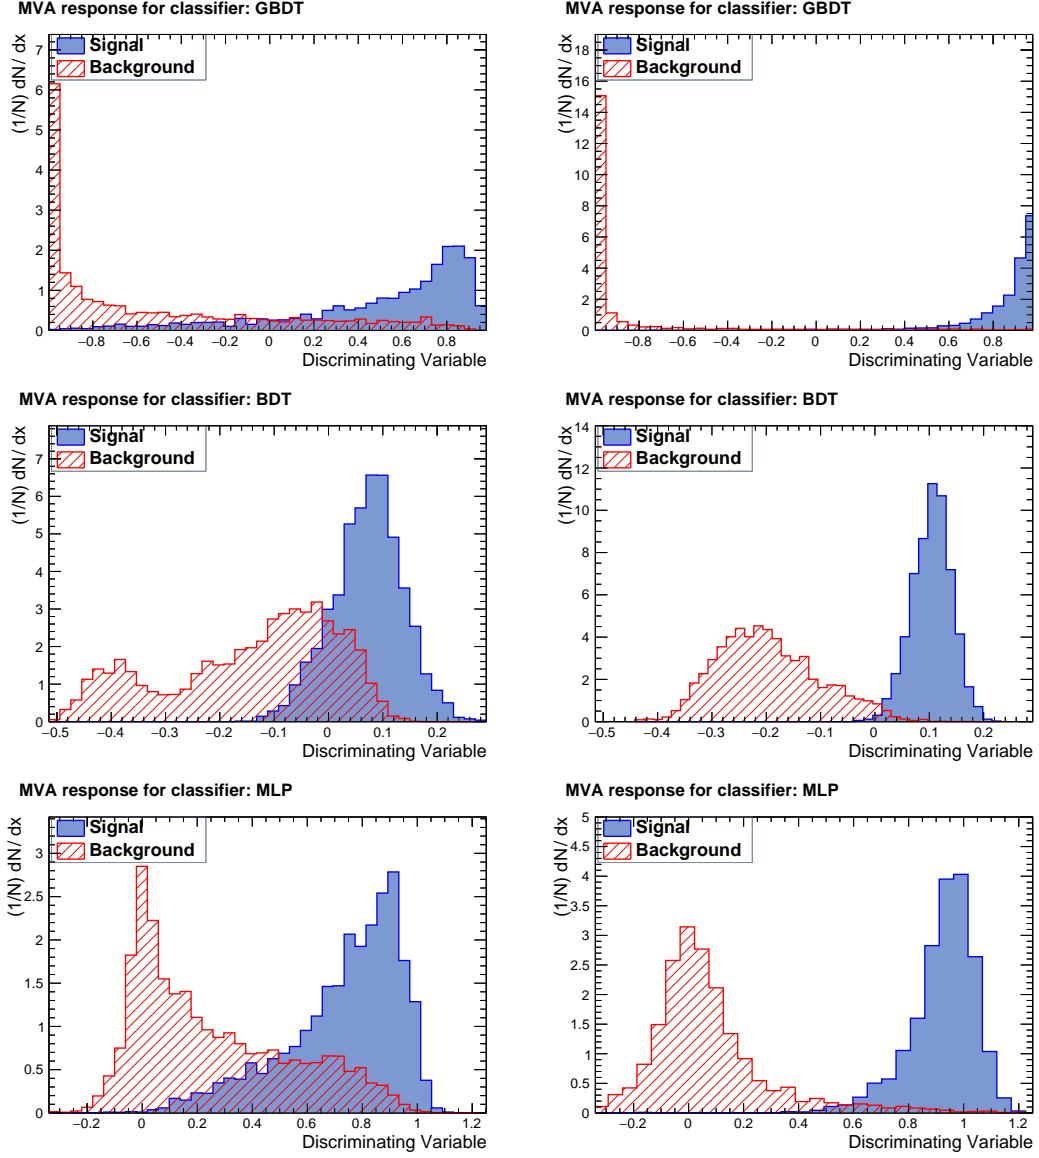 MVA response for classifier: GBDT
(1/N) dN/ dx
Signal
Background
7
6
5
4
3
2
1
0
−0.8 −0.6 −0.4 −0.2 0 0.2 0.4 0.6 0.8
Discriminating Variable
MVA response for classifier: GBDT
(1/N) dN/ dx
Signal
Background
18
16
14
12
10
8
6
4
2
0
−0.8 −0.6 −0.4 −0.2 0 0.2 0.4 0.6 0.8
Discriminating Variable
MVA response for classifier: BDT
(1/N) dN/ dx
Signal
Background
7
6
5
4
3
2
1
0
−0.5 −0.4 −0.3 −0.2 −0.1 0 0.1 0.2
Discriminating Variable
MVA response for classifier: BDT
(1/N) dN/ dx
Signal
Background
14
12
10
8
6
4
2
0
−0.5 −0.4 −0.3 −0.2 −0.1 0 0.1 0.2
Discriminating Variable
MVA response for classifier: MLP
(1/N) dN/ dx
Signal
Background
3
2.5
2
1.5
1
0.5
0
−0.2 0 0.2 0.4 0.6 0.8 1 1.2
Discriminating Variable
MVA response for classifier: MLP
(1/N) dN/ dx
Signal
Background
5
4.5
4
3.5
3
2.5
2
1.5
1
0.5
0
−0.2 0 0.2 0.4 0.6 0.8 1 1.2
Discriminating Variable